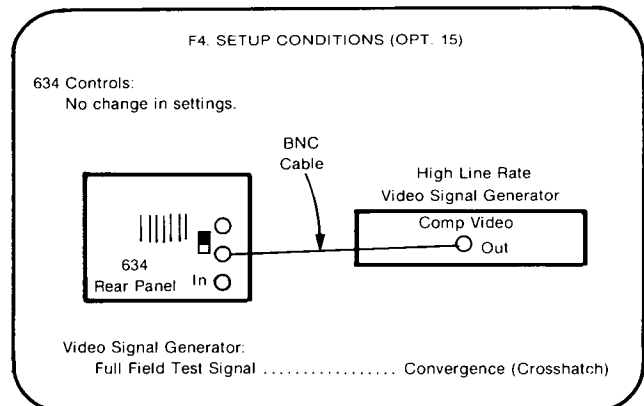 F4. SETUP CONDITIONS (OPT. 15)
634 Controls:
No change in settings.
BNC
Cable
High Line Rate
Video Signal Generator
Comp Video
Out
634
Rear Panel
In
Video Signal Generator:
Full Field Test Signal ................. Convergence (Crosshatch)